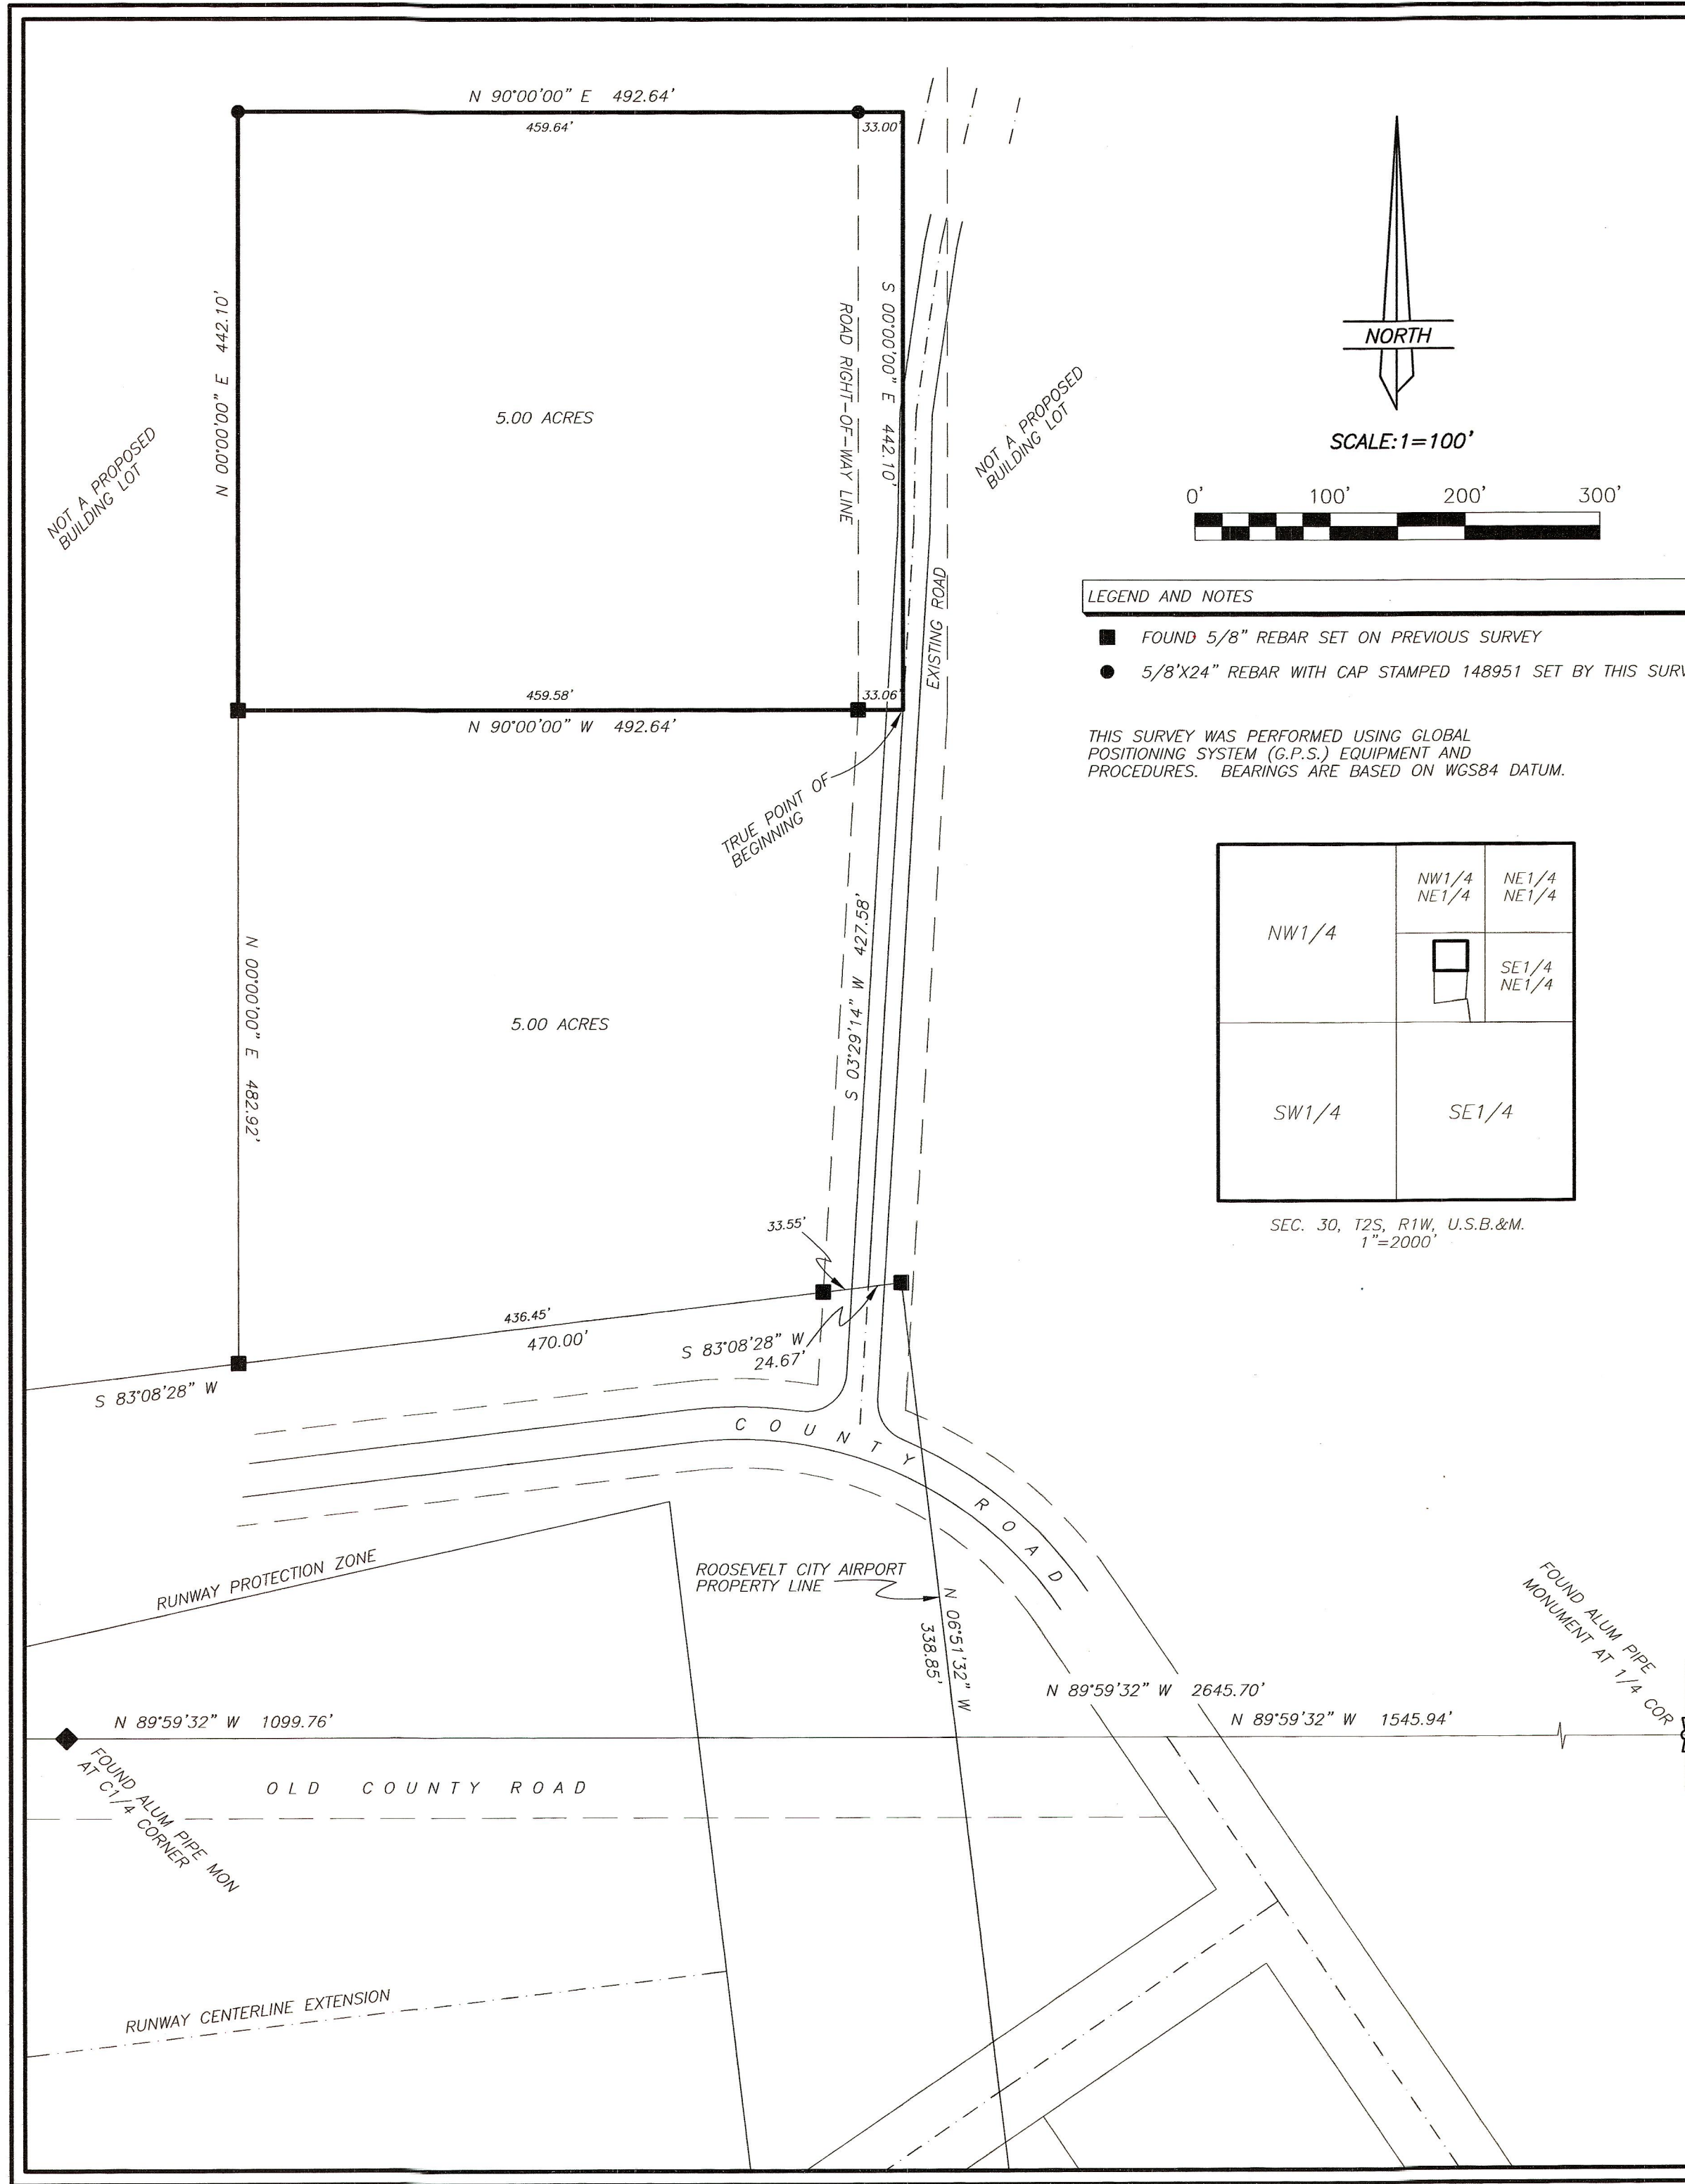 N 90°00'00" E 492.64'
459.64'
33.00'
N 00°00'00" E 442.10'
ROAD RIGHT-OF-WAY LINE
S 00°00'00" E 442.10'
5.00 ACRES
NOT A PROPOSED
BUILDING LOT
NOT A PROPOSED
BUILDING LOT
NORTH
SCALE:1=100'
0' 100' 200' 300'
LEGEND AND NOTES
FOUND 5/8" REBAR SET ON PREVIOUS SURVEY
5/8'X24" REBAR WITH CAP STAMPED 148951 SET BY THIS SURV
THIS SURVEY WAS PERFORMED USING GLOBAL
POSITIONING SYSTEM (G.P.S.) EQUIPMENT AND
PROCEDURES. BEARINGS ARE BASED ON WGS84 DATUM.
EXISTING ROAD
459.58'
33.06'
N 90°00'00" W 492.64'
TRUE POINT OF
BEGINNING
NW1/4
NW1/4
NE1/4
NE1/4
NE1/4
SE1/4
NE1/4
SW1/4
SE1/4
SEC. 30, T2S, R1W, U.S.B.&M.
1"=2000'
N 00°00'00" E 482.92'
5.00 ACRES
S 03°29'14" W 427.58'
33.55'
436.45'
470.00'
S 83°08'28" W
24.67'
S 83°08'28" W
COUNTY ROAD
RUNWAY PROTECTION ZONE
ROOSEVELT CITY AIRPORT
PROPERTY LINE
N 06°51'32" W
338.85'
FOUND ALUM PIPE
MONUMENT AT 1/4 COR
N 89°59'32" W 2645.70'
N 89°59'32" W 1099.76'
N 89°59'32" W 1545.94'
FOUND ALUM PIPE MON
AT C1/4 CORNER
OLD COUNTY ROAD
RUNWAY CENTERLINE EXTENSION